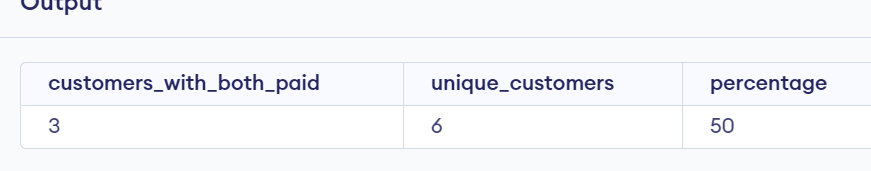 Output
customers_with_both_paid unique_customers percentage
3 6 50